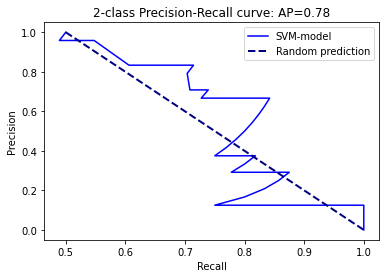 2-class Precision-Recall curve: AP=0.78
SVM-model
Random prediction
1.0
0.8
0.6
0.4
0.2
0.0
Precision
0.5
0.6
0.7
0.8
0.9
1.0
Recall